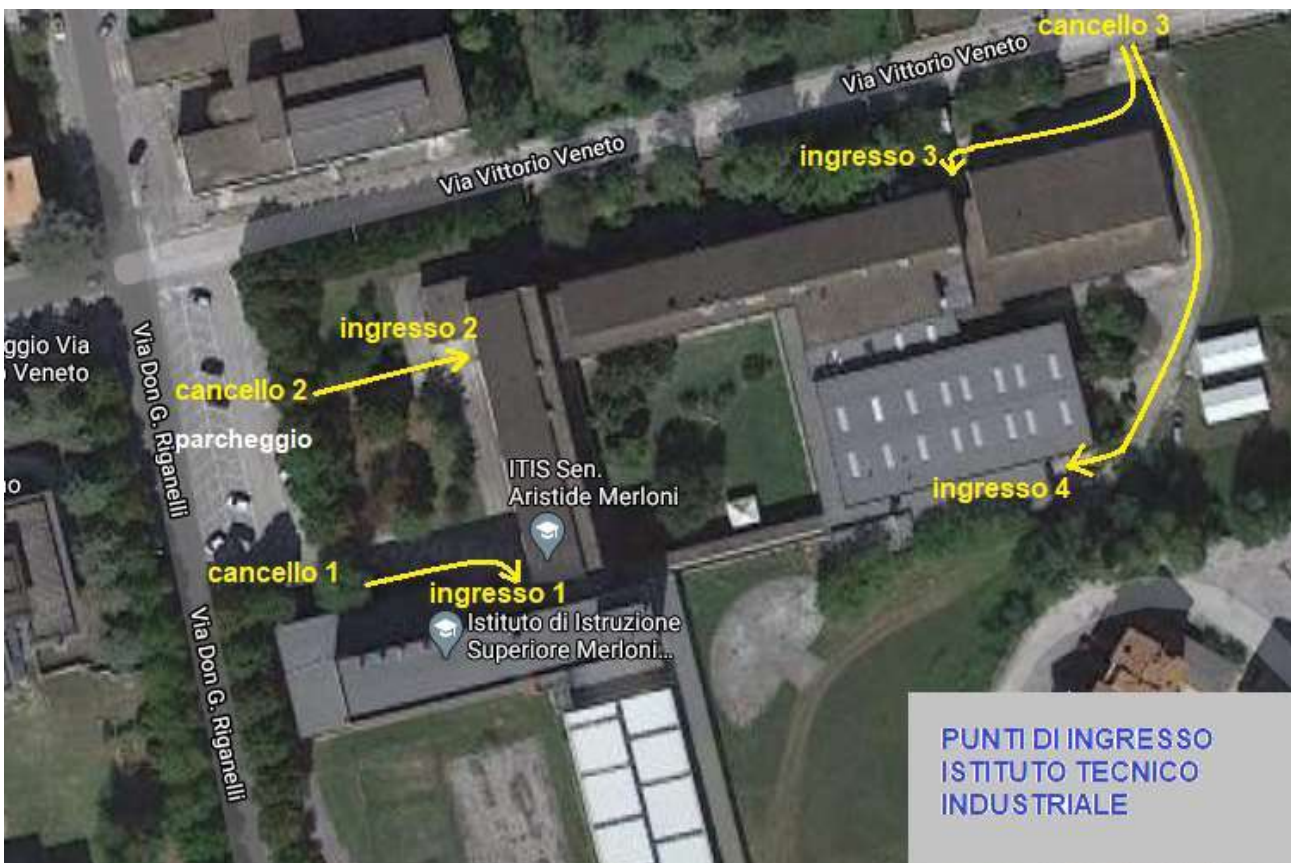 cancello 3
Via Vittorio Veneto
ingresso 3
Via Vittorio Veneto
ingresso 2
ggio Via
Veneto
cancello 2
parcheggio
Via Don G. Riganelli
ITIS Sen.
Aristide Merloni
ingresso 4
cancello 1
ingresso 1
Istituto di Istruzione
Superiore Merloni...
Via Don G. Riganelli
PUNTI DI INGRESSO
ISTITUTO TECNICO
INDUSTRIALE